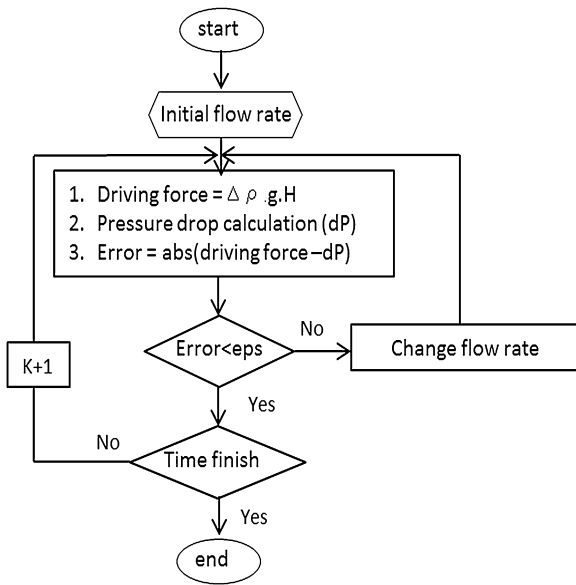 start
Initial flow rate
1. Driving force = Δ ρ .g.H
2. Pressure drop calculation (dP)
3. Error = abs(driving force –dP)
Error<eps
No
Change flow rate
K+1
Yes
No
Time finish
Yes
end